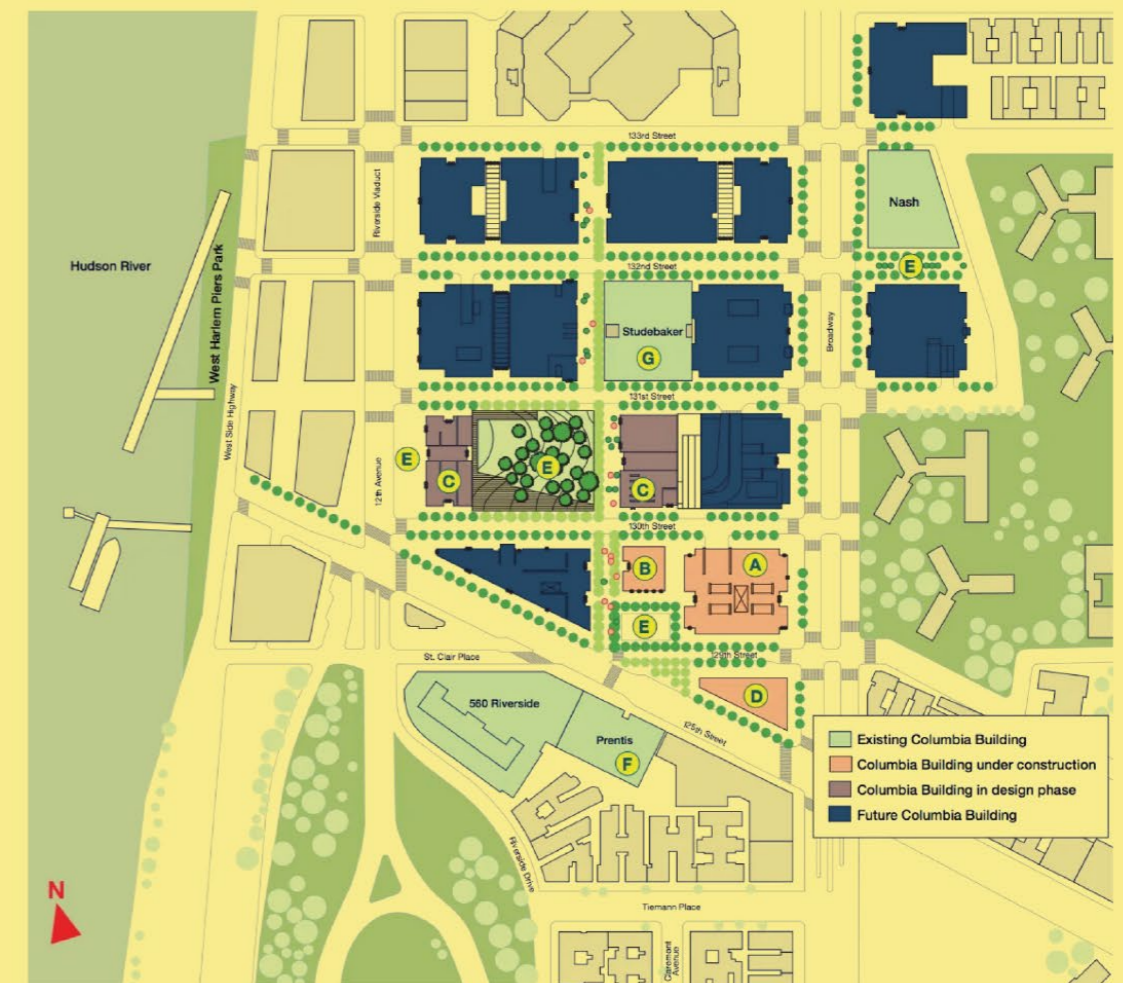 133rd Street
Riverside Viaduct
Nash
Hudson River
West Harlem Piers Park
132nd Street
E
Studebaker
G
Broadway
131st Street
West Side Highway
12th Avenue
E
C
E
C
130th Street
B
A
E
129th Street
St. Clair Place
D
560 Riverside
125th Street
Prentis
F
Existing Columbia Building
Columbia Building under construction
Columbia Building in design phase
Future Columbia Building
Riverside Drive
N
Tiemann Place
Claremont
Avenue